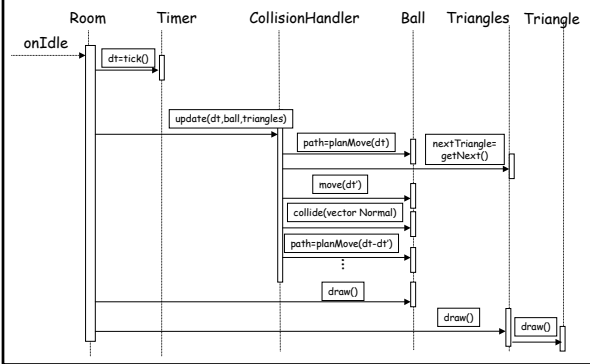 Room Timer CollisionHandler Ball Triangles Triangle
onIdle
dt=tick()
update(dt,ball,triangles)
path=planMove(dt)
nextTriangle=
getNext()
move(dt')
collide(vector Normal)
path=planMove(dt-dt')
...
draw()
draw()
draw()